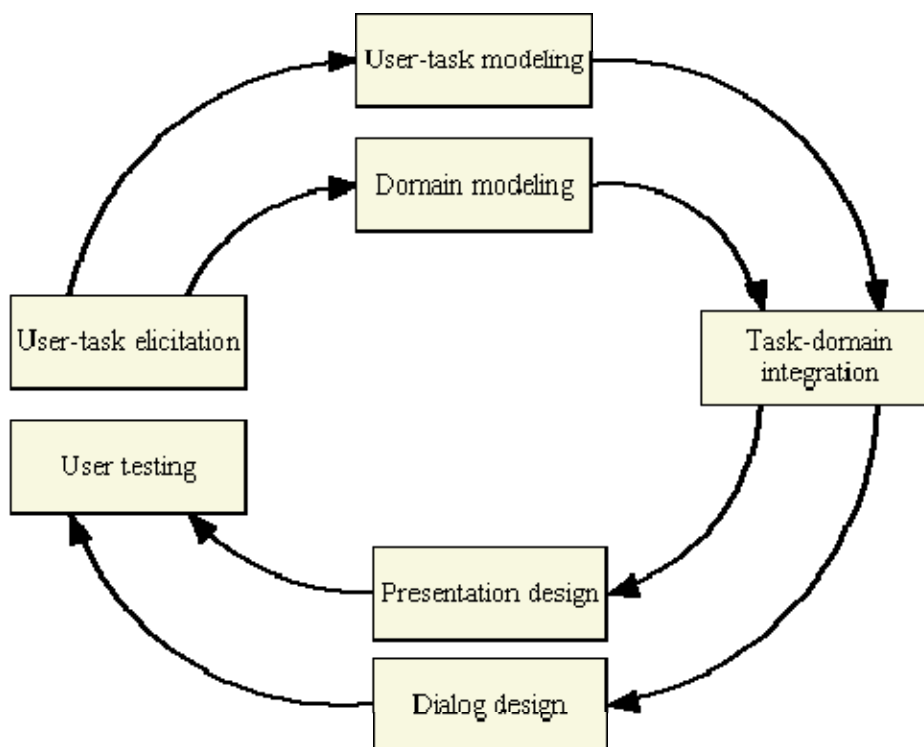 User-task modeling
Domain modeling
User-task elicitation
Task-domain
integration
User testing
Presentation design
Dialog design